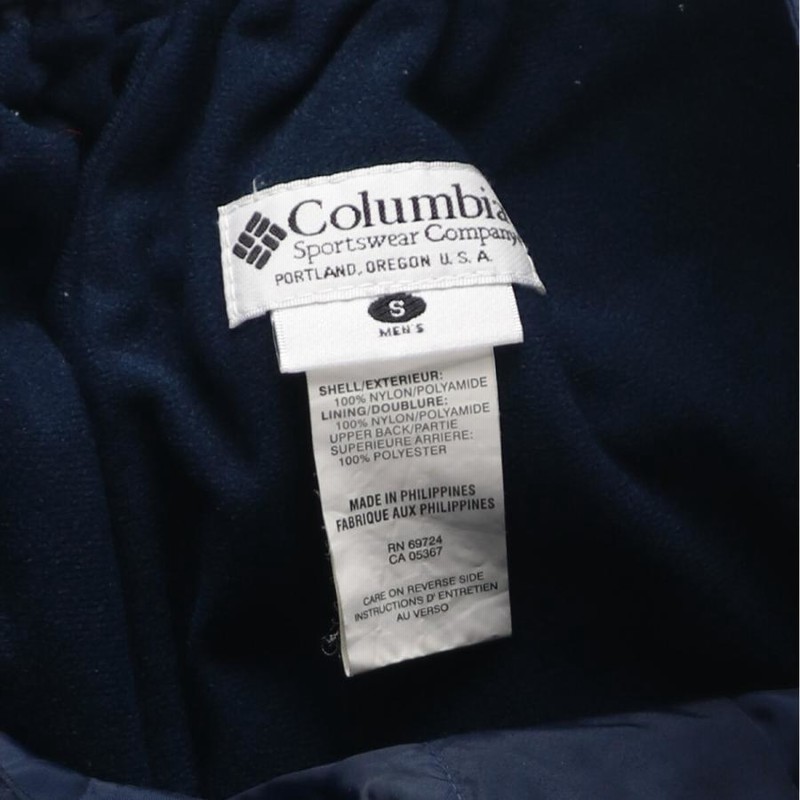 Columbia
Sportswear Company
PORTLAND, OREGON U.S.A.
S
MEN'S
SHELL/EXTERIEUR:
100% NYLON/POLYAMIDE
LINING/DOUBLURE:
100% NYLON/POLYAMIDE
UPPER BACK/PARTIE
SUPERIEURE ARRIERE:
100% POLYESTER
MADE IN PHILIPPINES
FABRIQUE AUX PHILIPPINES
RN 69724
CA 05367
CARE ON REVERSE SIDE
INSTRUCTIONS D' ENTRETIEN
AU VERSO